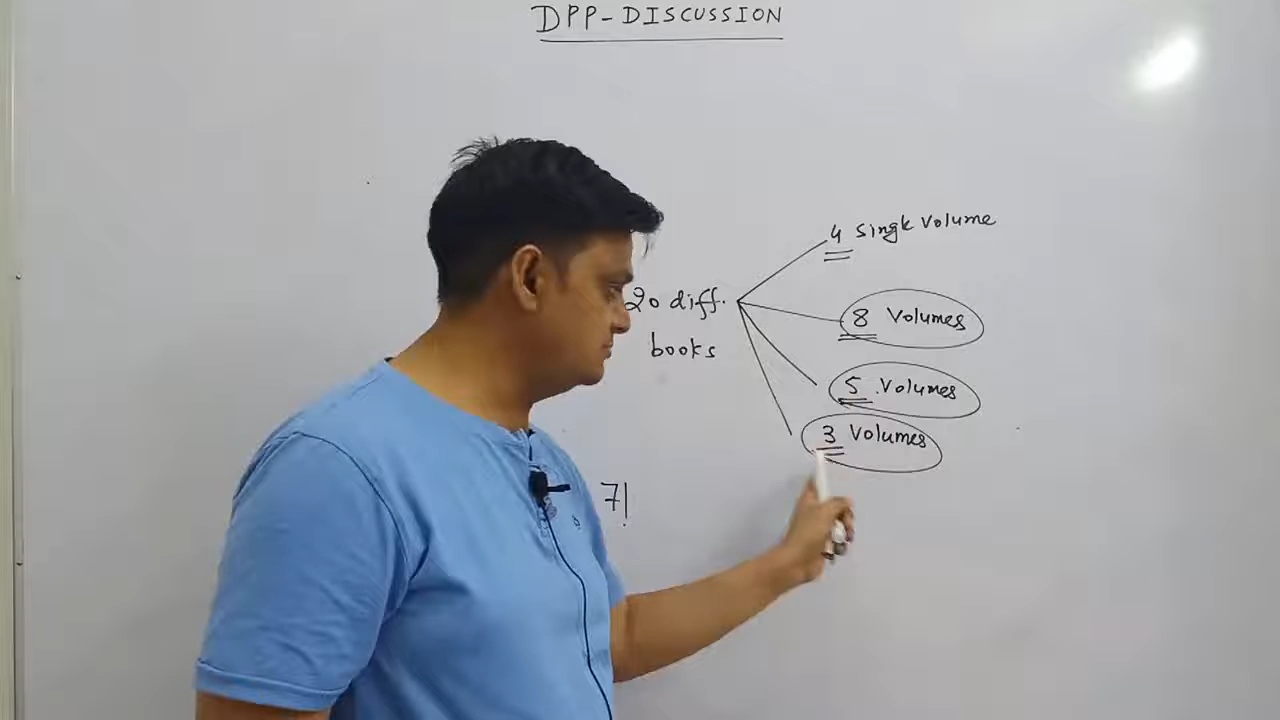 DPP-DISCUSSION
4 Single Volume
20 diff.
books
8 Volumes
5 Volumes
3 Volumes
7!